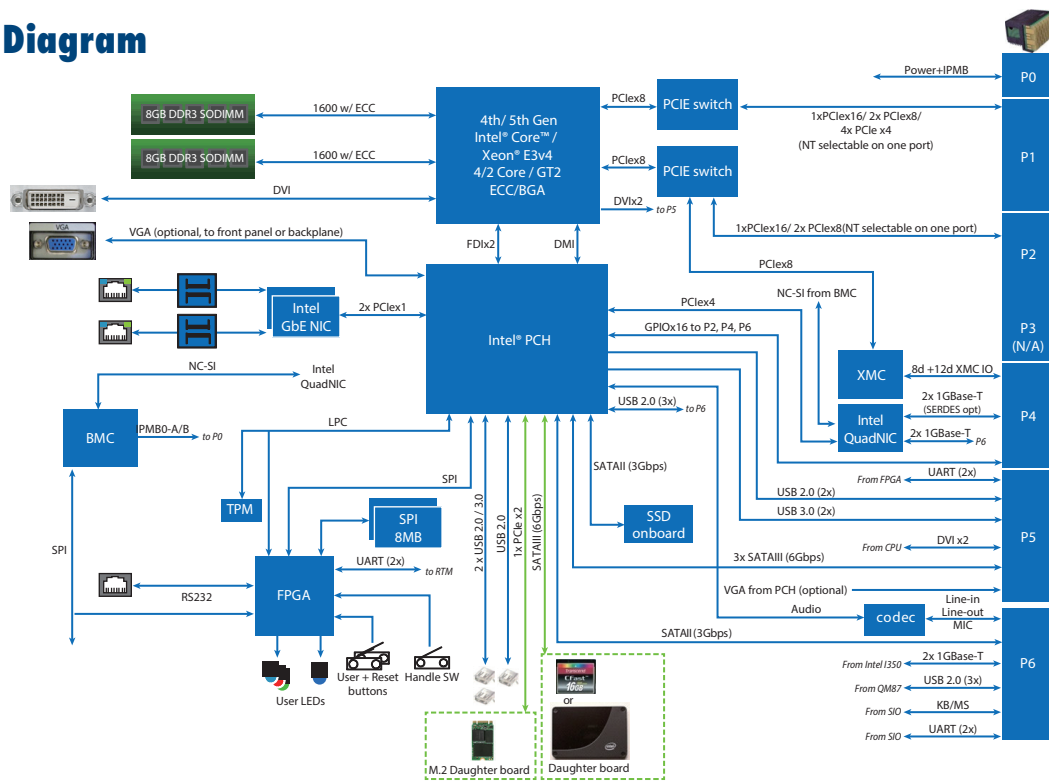 Diagram
Power+IPMB
P0
8GB DDR3 SODIMM
1600 w/ ECC
8GB DDR3 SODIMM
1600 w/ ECC
4th/ 5th Gen
Intel® Core™ /
Xeon® E3v4
4/2 Core / GT2
ECC/BGA
PCIex8
PCIE switch
1xPCIex16/ 2x PCIEx8/
4x PCIe x4
(NT selectable on one port)
P1
PCIex8
PCIE switch
DVI
DVIx2
to P5
VGA
VGA (optional, to front panel or backplane)
FDIx2
DMI
1xPCIex16/ 2x PCIex8(NT selectable on one port)
P2
PCIex8
Intel
GbE NIC
2x PCIex1
Intel® PCH
PCIex4
NC-SI from BMC
GPIOx16 to P2, P4, P6
P3
(N/A)
NC-SI
Intel
QuadNIC
XMC
8d +12d XMC IO
USB 2.0 (3x)
to P6
Intel
QuadNIC
2x 1GBase-T
(SERDES opt)
2x 1GBase-T
P6
P4
BMC
IPMB0-A/B
to P0
LPC
SPI
SATAII (3Gbps)
From FPGA
UART (2x)
USB 2.0 (2x)
USB 3.0 (2x)
TPM
SPI
8MB
2 x USB 2.0 / 3.0
USB 2.0
1x PCIe x2
SATAIII (6Gbps)
SSD
onboard
P5
From CPU
DVI x2
SPI
FPGA
UART (2x)
to RTM
3x SATAIII (6Gbps)
RS232
VGA from PCH (optional)
Audio
codec
Line-in
Line-out
MIC
SATAII (3Gbps)
User LEDs
User + Reset
buttons
Handle SW
From Intel I350
2x 1GBase-T
P6
From QM87
USB 2.0 (3x)
From SIO
KB/MS
From SIO
UART (2x)
Transcend
CFast
16GB
or
intel
M.2 Daughter board
Daughter board